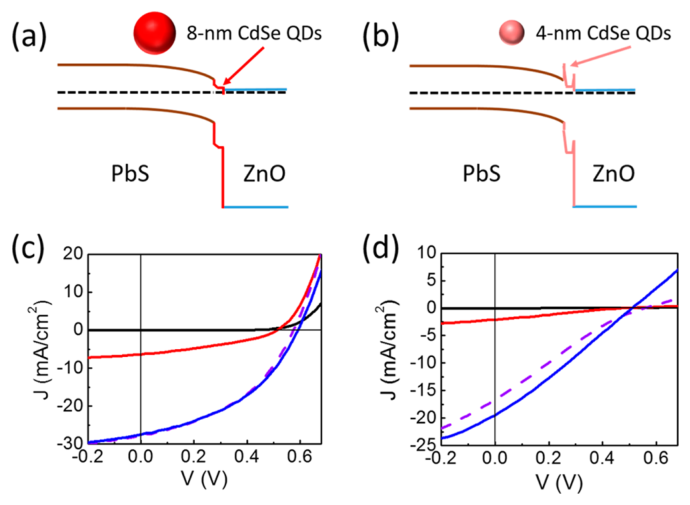 (a) 8-nm CdSe QDs
PbS ZnO
(b) 4-nm CdSe QDs
PbS ZnO
(c)
J (mA/cm²)
20
10
0
-10
-20
-30
-0.2 0.0 0.2 0.4 0.6
V (V)
(d)
J (mA/cm²)
10
5
0
-5
-10
-15
-20
-25
-0.2 0.0 0.2 0.4 0.6
V (V)